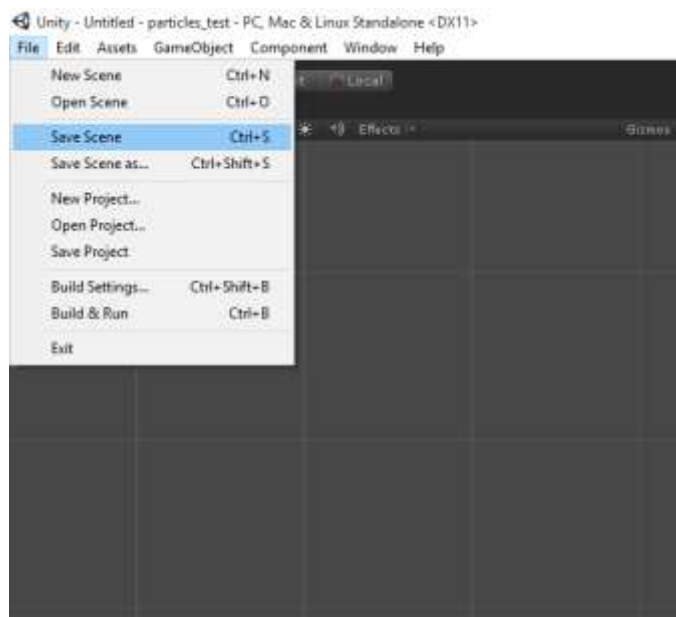 Unity - Untitled - particles_test - PC, Mac & Linux Standalone <DX11>
File Edit Assets GameObject Component Window Help
New Scene Ctrl+N
Local
Open Scene Ctrl+O
Save Scene Ctrl+S
Effects
Gizmos
Save Scene as... Ctrl+Shift+S
New Project...
Open Project...
Save Project
Build Settings... Ctrl+Shift+B
Build & Run Ctrl+B
Exit